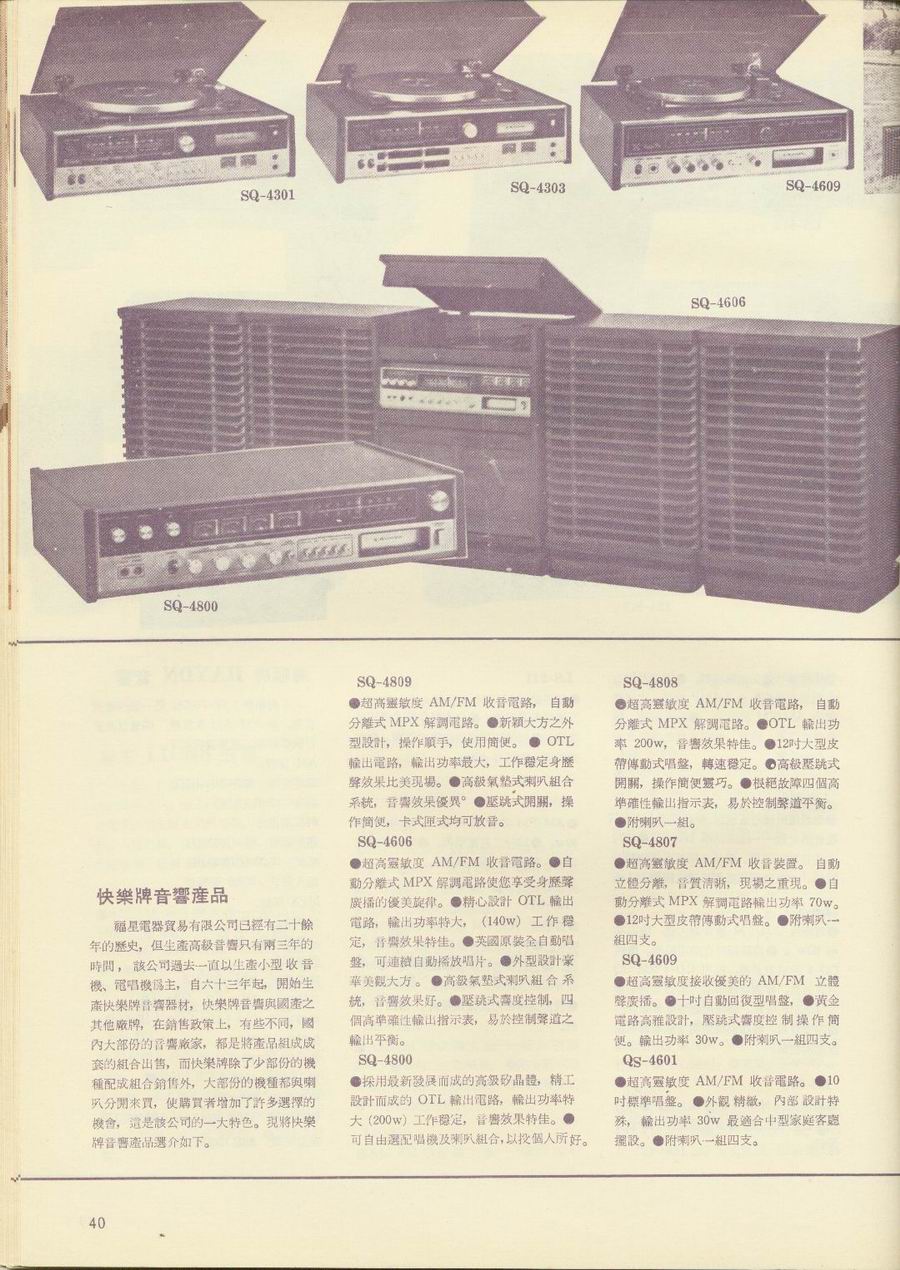 SQ-4301
SQ-4303
SQ-4609
SQ-4606
SQ-4800
快樂牌音響產品
福星電器貿易有限公司已經有二十餘
年的歷史，但生產高級音響只有兩三年的
時間，該公司過去一直以生產小型收音
機、電唱機爲主，自六十三年起，開始生
產快樂牌音響器材，快樂牌音響與國產之
其他廠牌，在銷售政策上，有些不同，國
內大部份的音響廠家，都是將產品組成成
套的組合出售，而快樂牌除了少部份的機
種配成組合銷售外，大部份的機種都與喇
叭分開來買，使購買者增加了許多選擇的
機會，這是該公司的一大特色。現將快樂
牌音響產品選介如下。
SQ-4809
●超高靈敏度 AM/FM 收音電路，自動
分離式 MPX 解調電路。●新穎大方之外
型設計，操作順手，使用簡便。● OTL
輸出電路，輸出功率最大，工作穩定身歷
聲效果比美現場。●高級氣墊式喇叭組合
系統，音響效果優異。●壓跳式開關，操
作簡便，卡式匣式均可放音。
SQ-4606
●超高靈敏度 AM/FM 收音電路。●自
動分離式 MPX 解調電路使您享受身歷聲
廣播的優美旋律。●精心設計 OTL 輸出
電路，輸出功率特大，(140w) 工作穩
定，音響效果特佳。●英國原裝全自動唱
盤，可連續自動播放唱片。●外型設計豪
華美觀大方。●高級氣墊式喇叭組合系
統，音響效果好。●壓跳式響度控制，四
個高準確性輸出指示表，易於控制聲道之
輸出平衡。
SQ-4800
●採用最新發展而成的高級矽晶體，精工
設計而成的 OTL 輸出電路，輸出功率特
大 (200w) 工作穩定，音響效果特佳。●
可自由選配唱機及喇叭組合，以投個人所好。
SQ-4808
●超高靈敏度 AM/FM 收音電路，自動
分離式 MPX 解調電路。●OTL 輸出功
率 200w，音響效果特佳。●12吋大型皮
帶傳動式唱盤，轉速穩定。●高級壓跳式
開關，操作簡便靈巧。●根絕故障四個高
準確性輸出指示表，易於控制聲道平衡。
●附喇叭一組。
SQ-4807
●超高靈敏度 AM/FM 收音裝置。自動
立體分離，音質清晰，現場之重現。●自
動分離式 MPX 解調電路輸出功率 70w。
●12吋大型皮帶傳動式唱盤。●附喇叭一
組四支。
SQ-4609
●超高靈敏度接收優美的 AM/FM 立體
聲廣播。●十吋自動回復型唱盤，●黃金
電路高雅設計，壓跳式響度控制操作簡
便。輸出功率 30w。●附喇叭一組四支。
QS-4601
●超高靈敏度 AM/FM 收音電路。●10
吋標準唱盤。●外觀精緻，內部設計特
殊，輸出功率 30w 最適合中型家庭客廳
擺設。●附喇叭一組四支。
40